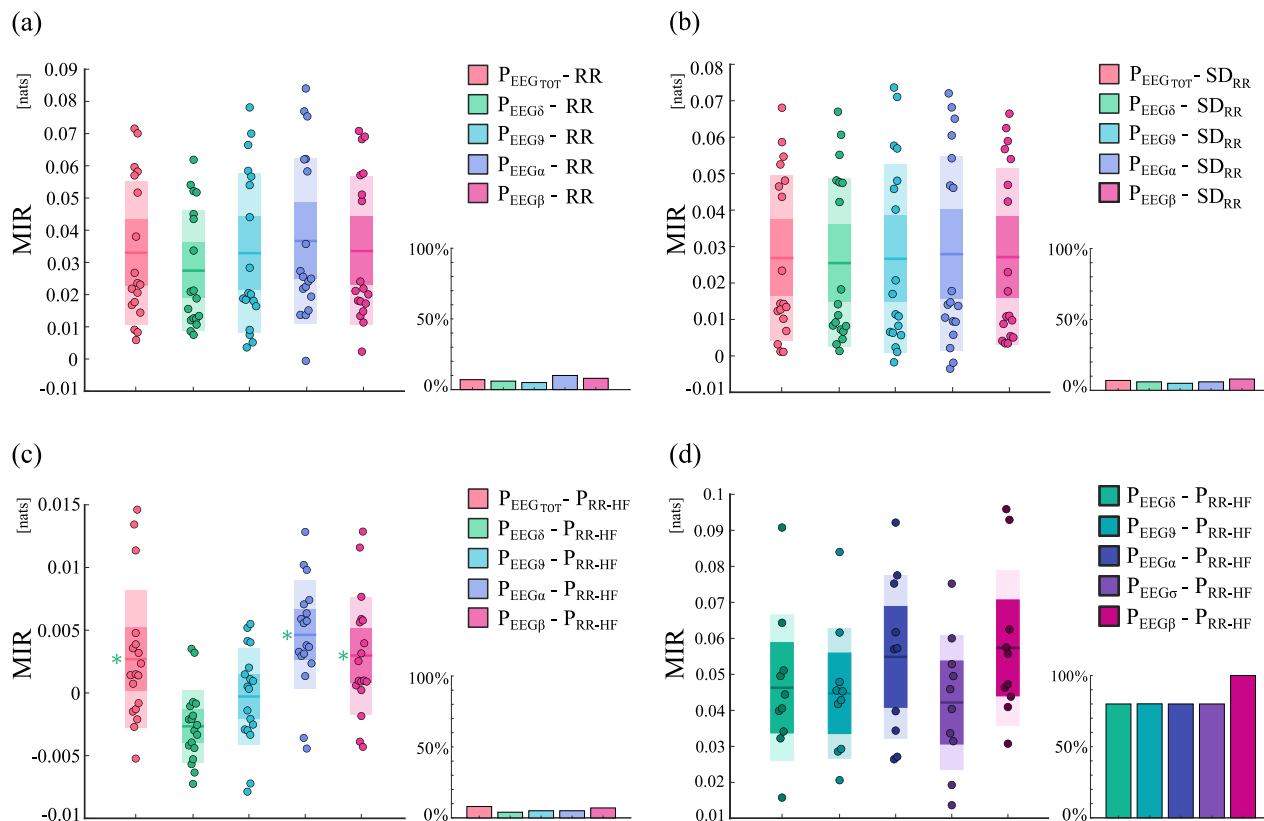 (a)
[nats]
MIR
0.09
0.08
0.07
0.06
0.05
0.04
0.03
0.02
0.01
0
-0.01
P_EEG_TOT - RR
P_EEGδ - RR
P_EEGϑ - RR
P_EEGα - RR
P_EEGβ - RR
100%
50%
0%
(b)
[nats]
MIR
0.08
0.07
0.06
0.05
0.04
0.03
0.02
0.01
0
-0.01
P_EEG_TOT - SD_RR
P_EEGδ - SD_RR
P_EEGϑ - SD_RR
P_EEGα - SD_RR
P_EEGβ - SD_RR
100%
50%
0%
(c)
[nats]
MIR
0.015
0.01
0.005
0
-0.005
-0.01
*
*
*
P_EEG_TOT - P_RR-HF
P_EEGδ - P_RR-HF
P_EEGϑ - P_RR-HF
P_EEGα - P_RR-HF
P_EEGβ - P_RR-HF
100%
50%
0%
(d)
[nats]
MIR
0.1
0.09
0.08
0.07
0.06
0.05
0.04
0.03
0.02
0.01
P_EEGδ - P_RR-HF
P_EEGϑ - P_RR-HF
P_EEGα - P_RR-HF
P_EEGσ - P_RR-HF
P_EEGβ - P_RR-HF
100%
50%
0%